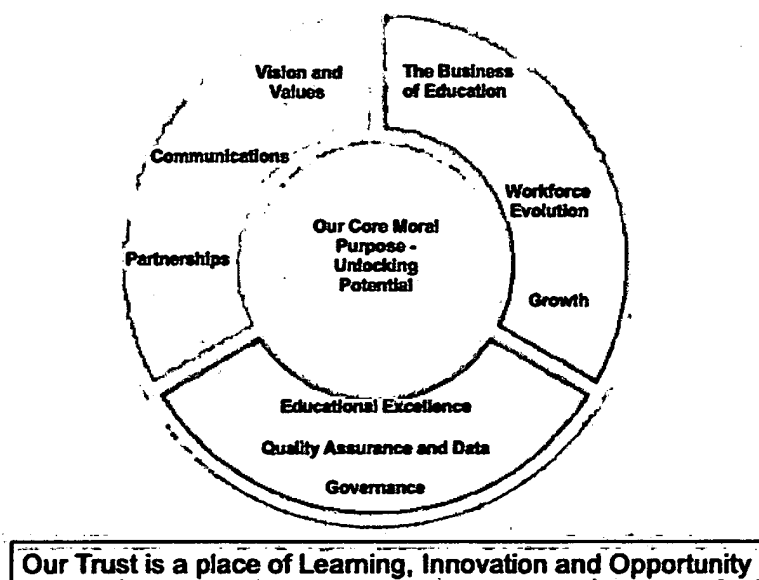 Vision and
Values
The Business
of Education
Communications
Workforce
Evolution
Our Core Moral
Purpose -
Unlocking
Potential
Partnerships
Growth
Educational Excellence
Quality Assurance and Data
Governance
Our Trust is a place of Learning, Innovation and Opportunity